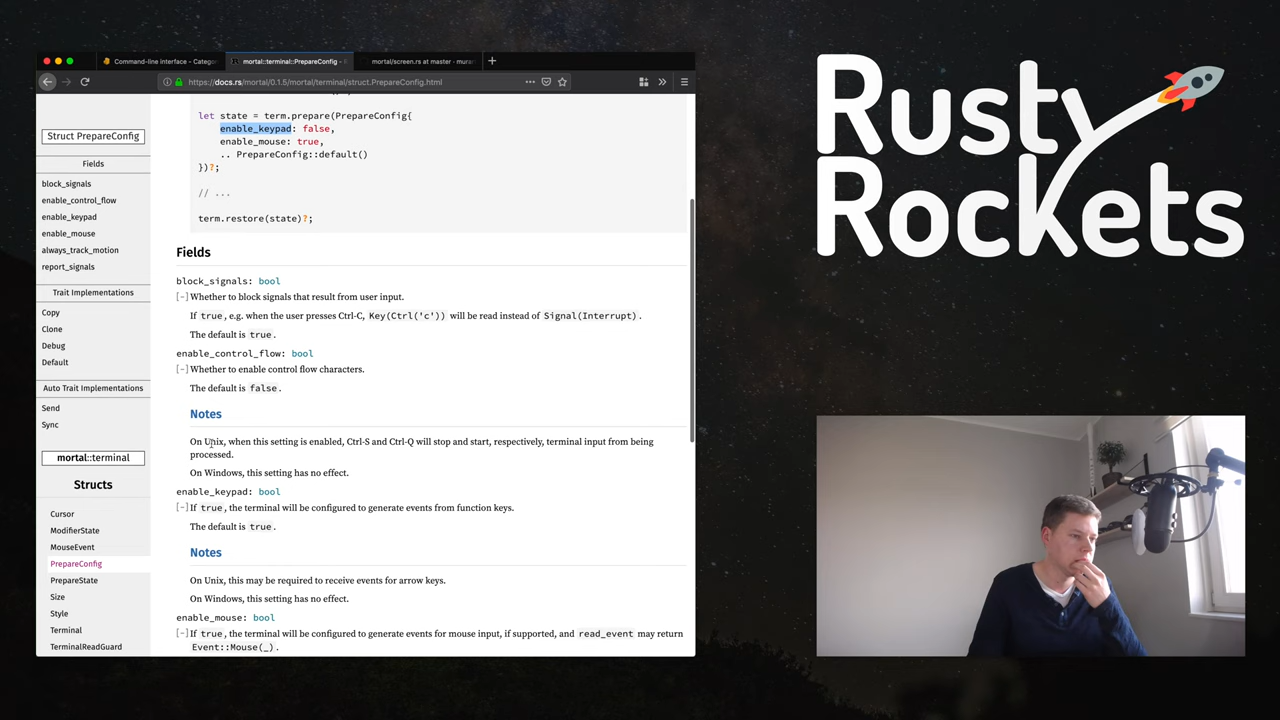 Command-line interface - Catego
mortal::terminal::PrepareConfig -
mortal/screen.rs at master · mura
https://docs.rs/mortal/0.1.5/mortal/terminal/struct.PrepareConfig.html
Struct PrepareConfig
Fields
block_signals
enable_control_flow
enable_keypad
enable_mouse
always_track_motion
report_signals
Trait Implementations
Copy
Clone
Debug
Default
Auto Trait Implementations
Send
Sync
mortal::terminal
Structs
Cursor
ModifierState
MouseEvent
PrepareConfig
PrepareState
Size
Style
Terminal
TerminalReadGuard
let state = term.prepare(PrepareConfig{
enable_keypad: false,
enable_mouse: true,
.. PrepareConfig::default()
})?;
// ...
term.restore(state)?;
Fields
block_signals: bool
[-] Whether to block signals that result from user input.
If true, e.g. when the user presses Ctrl-C, Key(Ctrl('c')) will be read instead of Signal(Interrupt).
The default is true.
enable_control_flow: bool
[-] Whether to enable control flow characters.
The default is false.
Notes
On Unix, when this setting is enabled, Ctrl-S and Ctrl-Q will stop and start, respectively, terminal input from being
processed.
On Windows, this setting has no effect.
enable_keypad: bool
[-] If true, the terminal will be configured to generate events from function keys.
The default is true.
Notes
On Unix, this may be required to receive events for arrow keys.
On Windows, this setting has no effect.
enable_mouse: bool
[-] If true, the terminal will be configured to generate events for mouse input, if supported, and read_event may return
Event::Mouse(_).
Rusty
Rockets